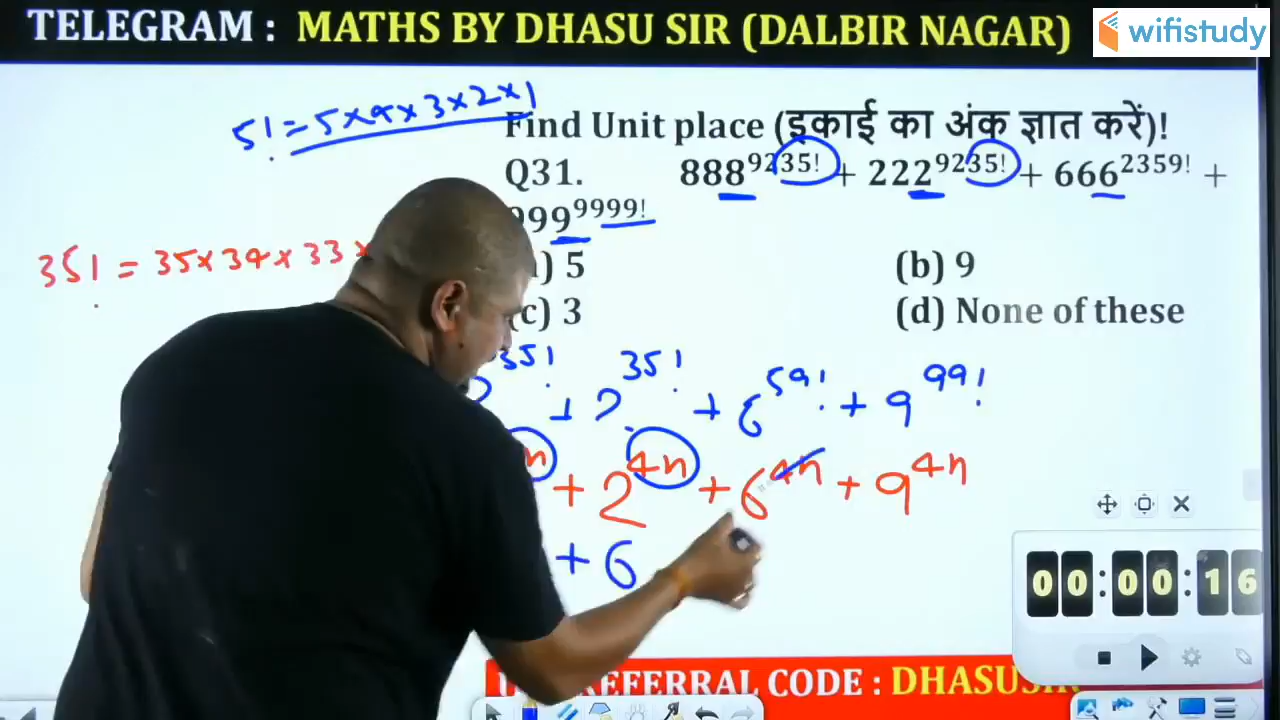 TELEGRAM : MATHS BY DHASU SIR (DALBIR NAGAR)
wifistudy
5! = 5×4×3×2×1
Find Unit place (इकाई का अंक ज्ञात करें)!
Q31. 888^9235! + 222^9235! + 666^2359! +
999^9999!
35! = 35×34×33×
5
(b) 9
(c) 3
(d) None of these
35! + 2^35! + 6^59! + 9^99!
+ 2^4n + 6^4n + 9^4n
+ 6
00:00:16
REFERRAL CODE : DHASUSIR